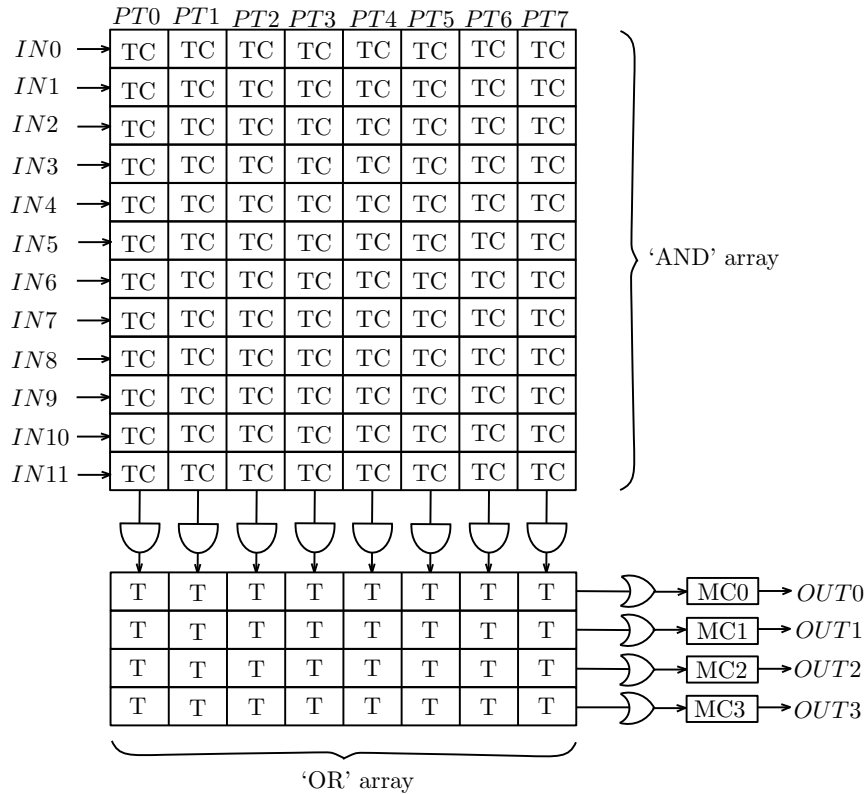 PT0 PT1 PT2 PT3 PT4 PT5 PT6 PT7
IN0 TC TC TC TC TC TC TC TC
IN1 TC TC TC TC TC TC TC TC
IN2 TC TC TC TC TC TC TC TC
IN3 TC TC TC TC TC TC TC TC
IN4 TC TC TC TC TC TC TC TC
IN5 TC TC TC TC TC TC TC TC
IN6 TC TC TC TC TC TC TC TC
‘AND’ array
IN7 TC TC TC TC TC TC TC TC
IN8 TC TC TC TC TC TC TC TC
IN9 TC TC TC TC TC TC TC TC
IN10 TC TC TC TC TC TC TC TC
IN11 TC TC TC TC TC TC TC TC
T T T T T T T T MC0 OUT0
T T T T T T T T MC1 OUT1
T T T T T T T T MC2 OUT2
T T T T T T T T MC3 OUT3
‘OR’ array